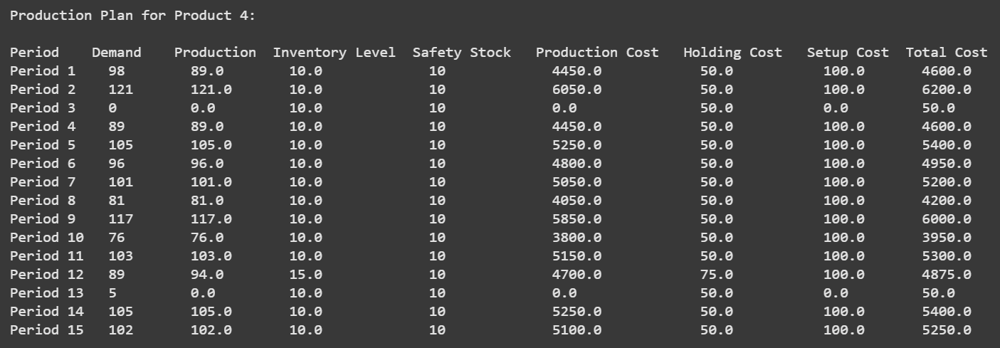 Production Plan for Product 4:
Period Demand Production Inventory Level Safety Stock Production Cost Holding Cost Setup Cost Total Cost
Period 1 98 89.0 10.0 10 4450.0 50.0 100.0 4600.0
Period 2 121 121.0 10.0 10 6050.0 50.0 100.0 6200.0
Period 3 0 0.0 10.0 10 0.0 50.0 0.0 50.0
Period 4 89 89.0 10.0 10 4450.0 50.0 100.0 4600.0
Period 5 105 105.0 10.0 10 5250.0 50.0 100.0 5400.0
Period 6 96 96.0 10.0 10 4800.0 50.0 100.0 4950.0
Period 7 101 101.0 10.0 10 5050.0 50.0 100.0 5200.0
Period 8 81 81.0 10.0 10 4050.0 50.0 100.0 4200.0
Period 9 117 117.0 10.0 10 5850.0 50.0 100.0 6000.0
Period 10 76 76.0 10.0 10 3800.0 50.0 100.0 3950.0
Period 11 103 103.0 10.0 10 5150.0 50.0 100.0 5300.0
Period 12 89 94.0 15.0 10 4700.0 75.0 100.0 4875.0
Period 13 5 0.0 10.0 10 0.0 50.0 0.0 50.0
Period 14 105 105.0 10.0 10 5250.0 50.0 100.0 5400.0
Period 15 102 102.0 10.0 10 5100.0 50.0 100.0 5250.0